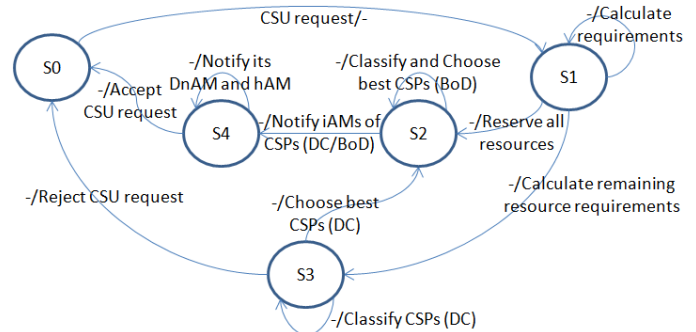 CSU request/-
-/Calculate
requirements
S0
-/Notify its
DnAM and hAM
-/Classify and Choose
best CSPs (BoD)
S1
-/Accept
CSU request
S4
-/Notify iAMs of
CSPs (DC/BoD)
S2
-/Reserve all
resources
-/Reject CSU request
-/Choose best
CSPs (DC)
-/Calculate remaining
resource requirements
S3
-/Classify CSPs (DC)